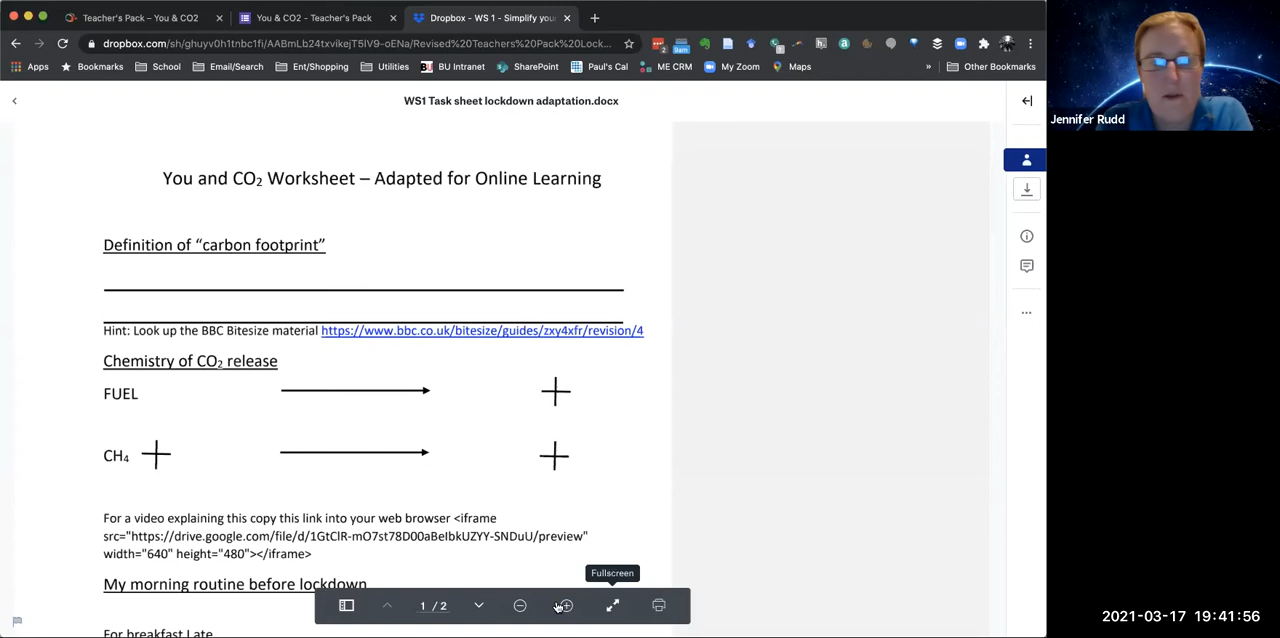 Teacher's Pack – You & CO2
You & CO2 - Teacher's Pack
Dropbox - WS 1 - Simplify you
dropbox.com/sh/ghuyv0h1tnbc1fi/AABmLb24txvikejT5IV9-oENa/Revised%20Teachers%20Pack%20Lock...
2
9am
Apps
Bookmarks
School
Email/Search
Ent/Shopping
Utilities
BU Intranet
SharePoint
Paul's Cal
ME CRM
My Zoom
Maps
»
Other Bookmarks
WS1 Task sheet lockdown adaptation.docx
Jennifer Rudd
You and CO₂ Worksheet – Adapted for Online Learning
Definition of “carbon footprint”
Hint: Look up the BBC Bitesize material https://www.bbc.co.uk/bitesize/guides/zxy4xfr/revision/4
Chemistry of CO₂ release
FUEL +
CH₄ + +
For a video explaining this copy this link into your web browser <iframe
src="https://drive.google.com/file/d/1GtClR-mO7st78D00aBeIbkUZYY-SNDuU/preview"
width="640" height="480"></iframe>
Fullscreen
My morning routine before lockdown
1 / 2
For breakfast I ate
2021-03-17 19:41:56